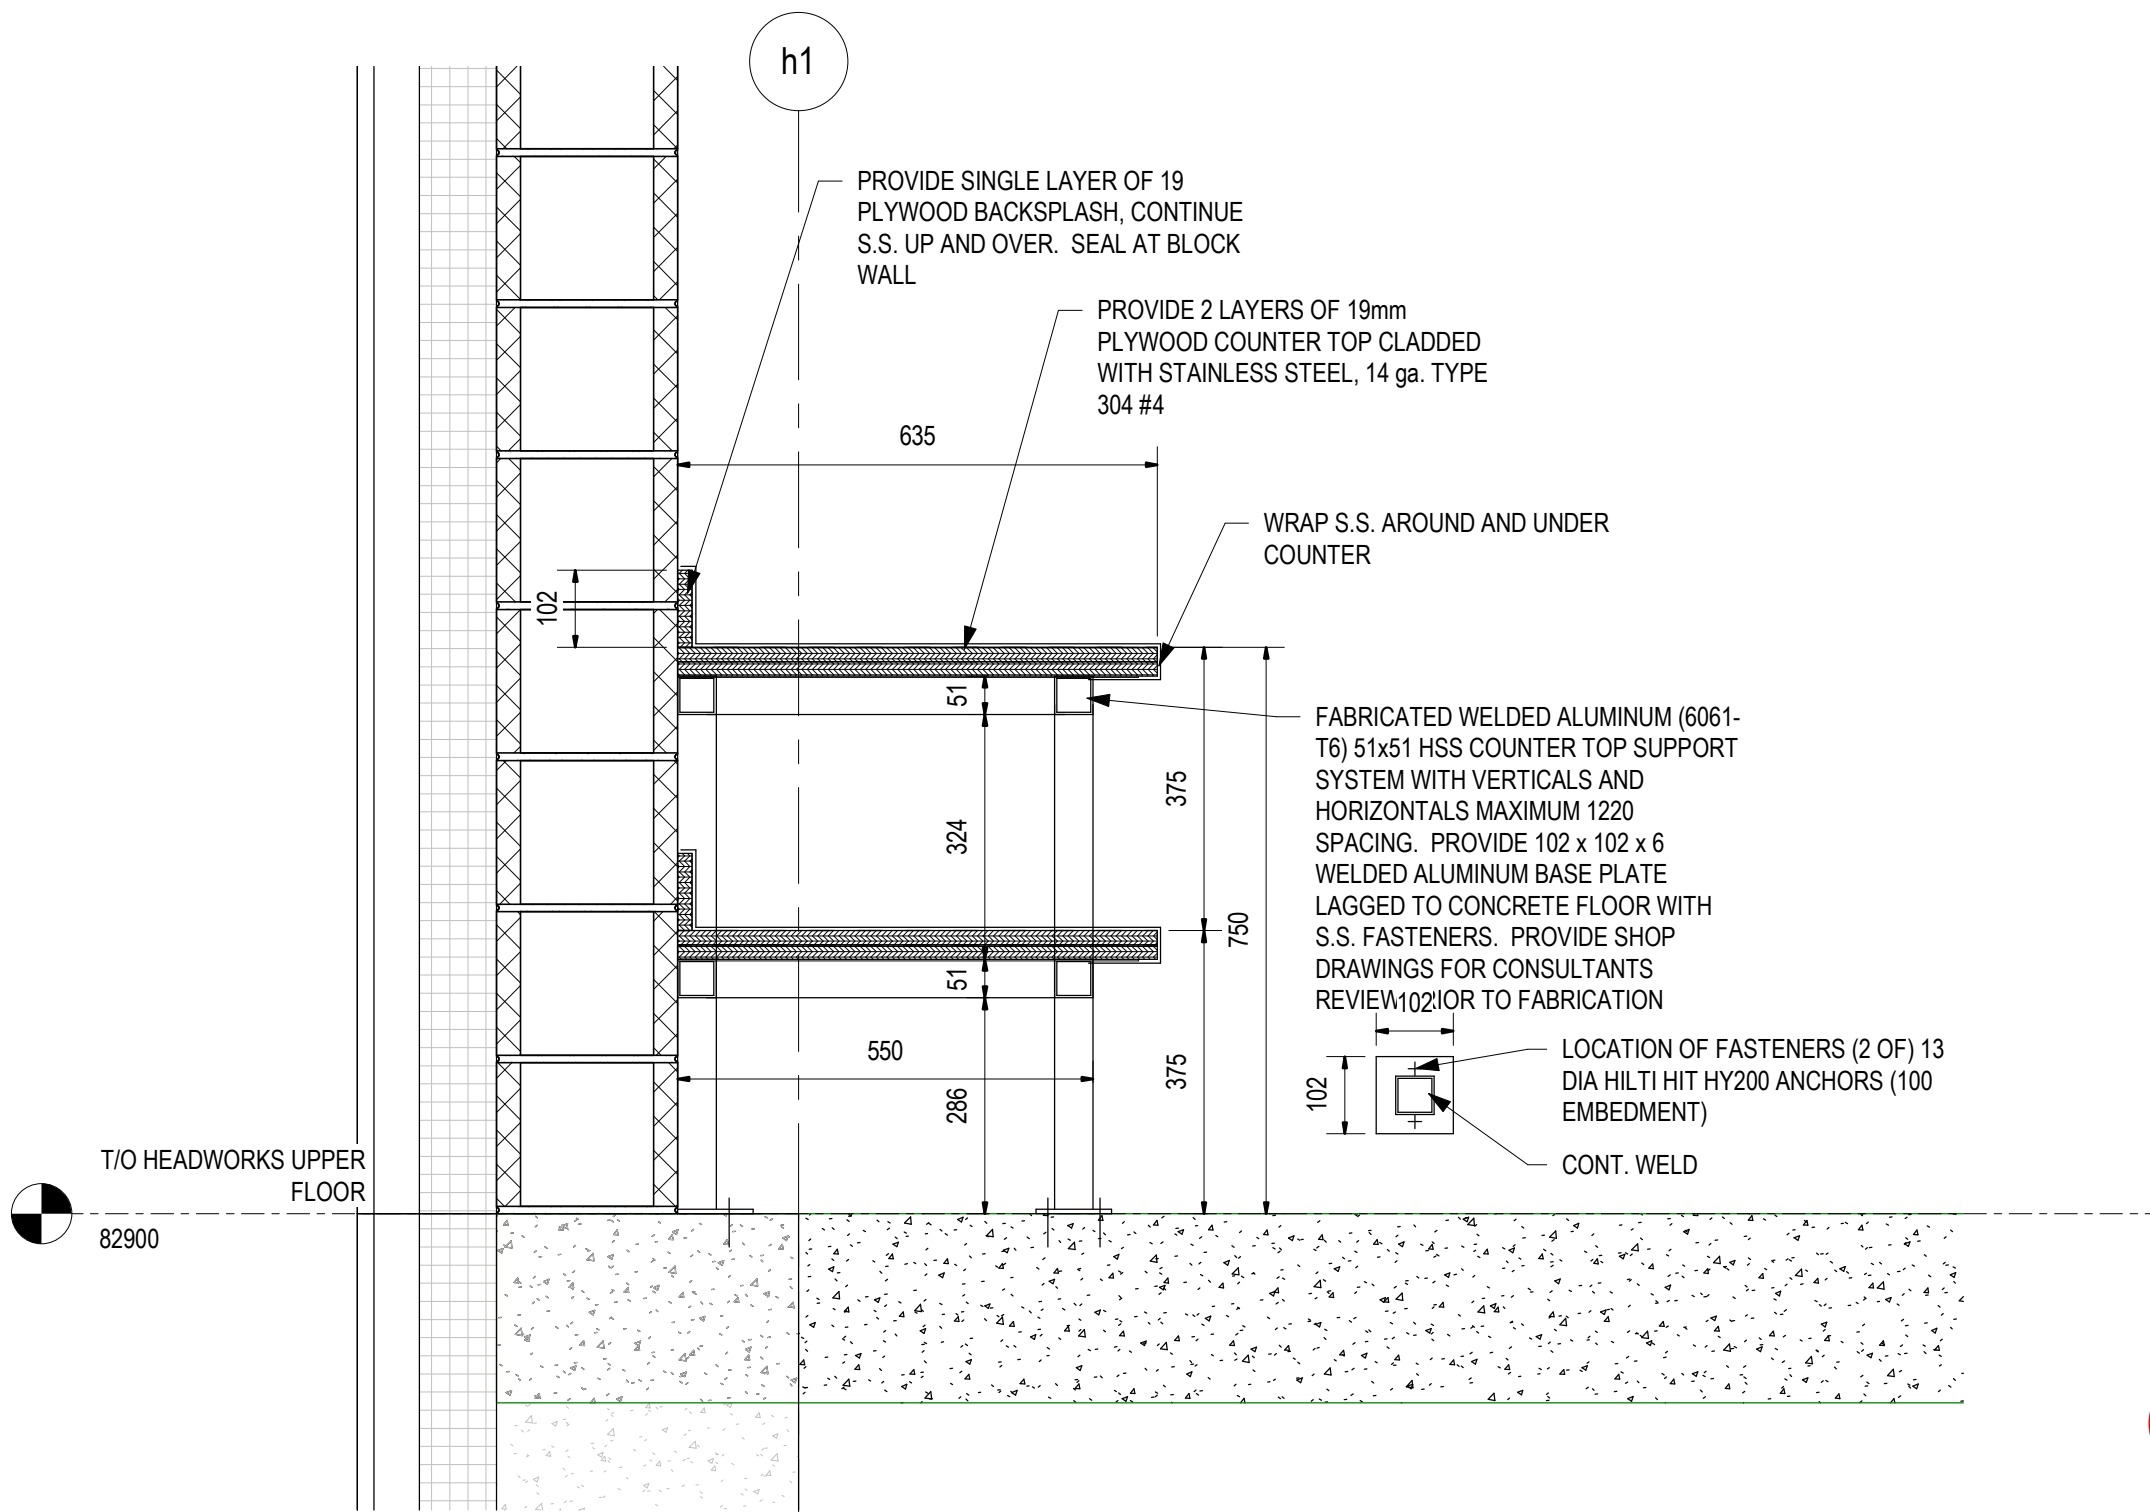 h1
PROVIDE SINGLE LAYER OF 19
PLYWOOD BACKSPLASH, CONTINUE
S.S. UP AND OVER. SEAL AT BLOCK
WALL
PROVIDE 2 LAYERS OF 19mm
PLYWOOD COUNTER TOP CLADDED
WITH STAINLESS STEEL, 14 ga. TYPE
304 #4
635
WRAP S.S. AROUND AND UNDER
COUNTER
102
51
FABRICATED WELDED ALUMINUM (6061-
T6) 51x51 HSS COUNTER TOP SUPPORT
SYSTEM WITH VERTICALS AND
HORIZONTALS MAXIMUM 1220
SPACING. PROVIDE 102 x 102 x 6
WELDED ALUMINUM BASE PLATE
LAGGED TO CONCRETE FLOOR WITH
S.S. FASTENERS. PROVIDE SHOP
DRAWINGS FOR CONSULTANTS
REVIEW TO FABRICATION
375
324
750
51
102
550
375
286
102
LOCATION OF FASTENERS (2 OF) 13
DIA HILTI HIT HY200 ANCHORS (100
EMBEDMENT)
CONT. WELD
T/O HEADWORKS UPPER
FLOOR
82900